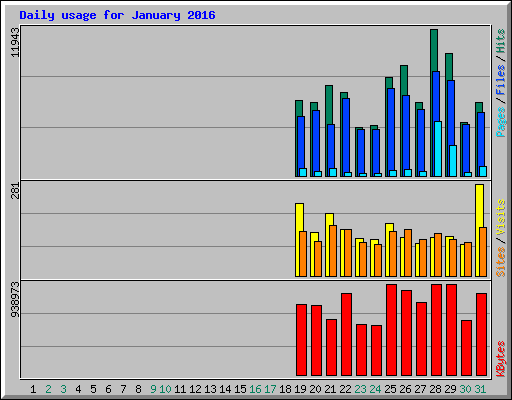 Daily usage for January 2016
11943
Pages/Files/Hits
281
Sites/Visits
938973
KBytes
1 2 3 4 5 6 7 8 9 10 11 12 13 14 15 16 17 18 19 20 21 22 23 24 25 26 27 28 29 30 31